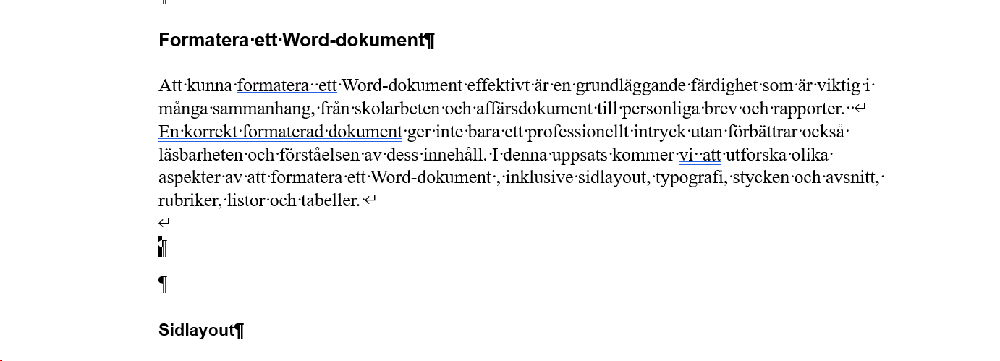 ¶
Formatera·ett·Word-dokument¶
Att·kunna·formatera··ett·Word-dokument·effektivt·är·en·grundläggande·färdighet·som·är·viktig·i·
många·sammanhang,·från·skolarbeten·och·affärsdokument·till·personliga·brev·och·rapporter.··↵
En·korrekt·formaterad·dokument·ger·inte·bara·ett·professionellt·intryck·utan·förbättrar·också·
läsbarheten·och·förståelsen·av·dess·innehåll.·I·denna·uppsats·kommer·vi··att·utforska·olika·
aspekter·av·att·formatera·ett·Word-dokument·,·inklusive·sidlayout,·typografi,·stycken·och·avsnitt,·
rubriker,·listor·och·tabeller.·↵
↵
·¶
¶
Sidlayout¶